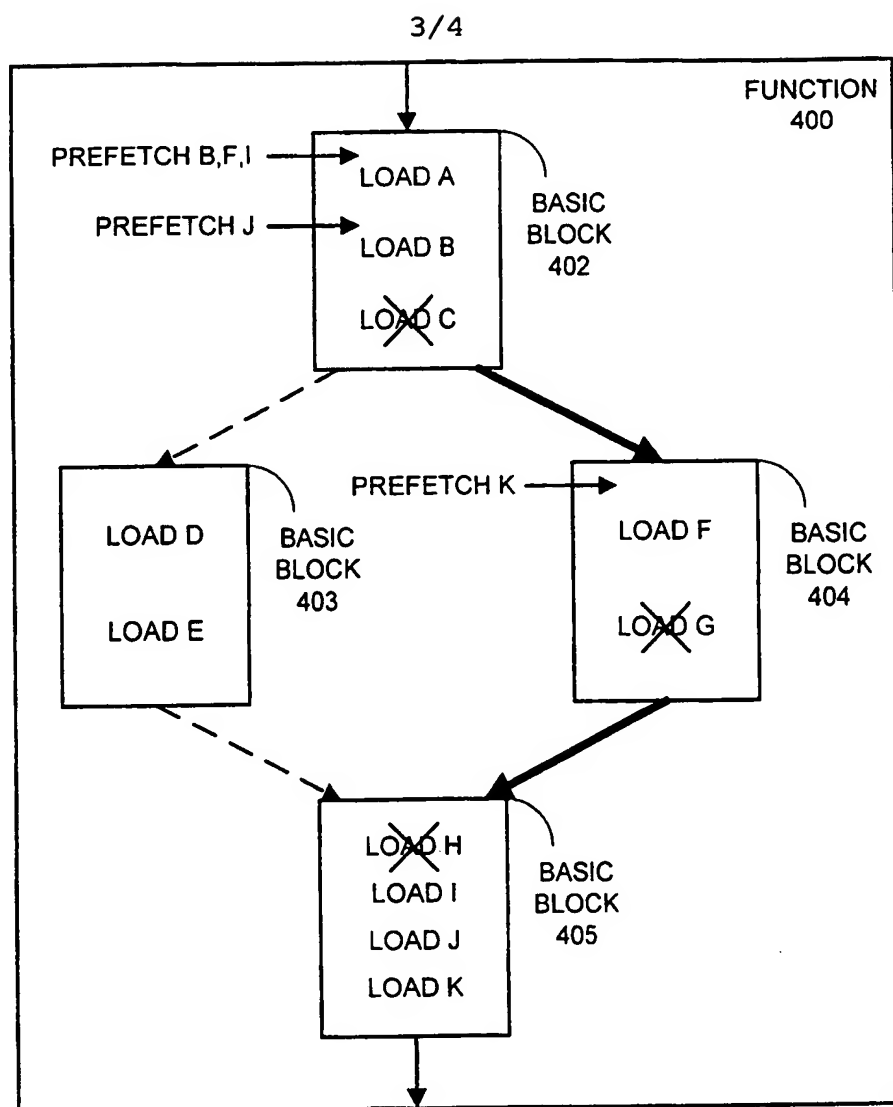 3/4
FUNCTION
400
PREFETCH B,F,I
LOAD A
PREFETCH J
LOAD B
LOAD C
BASIC
BLOCK
402
PREFETCH K
LOAD D
LOAD E
BASIC
BLOCK
403
LOAD F
LOAD G
BASIC
BLOCK
404
LOAD H
LOAD I
LOAD J
LOAD K
BASIC
BLOCK
405